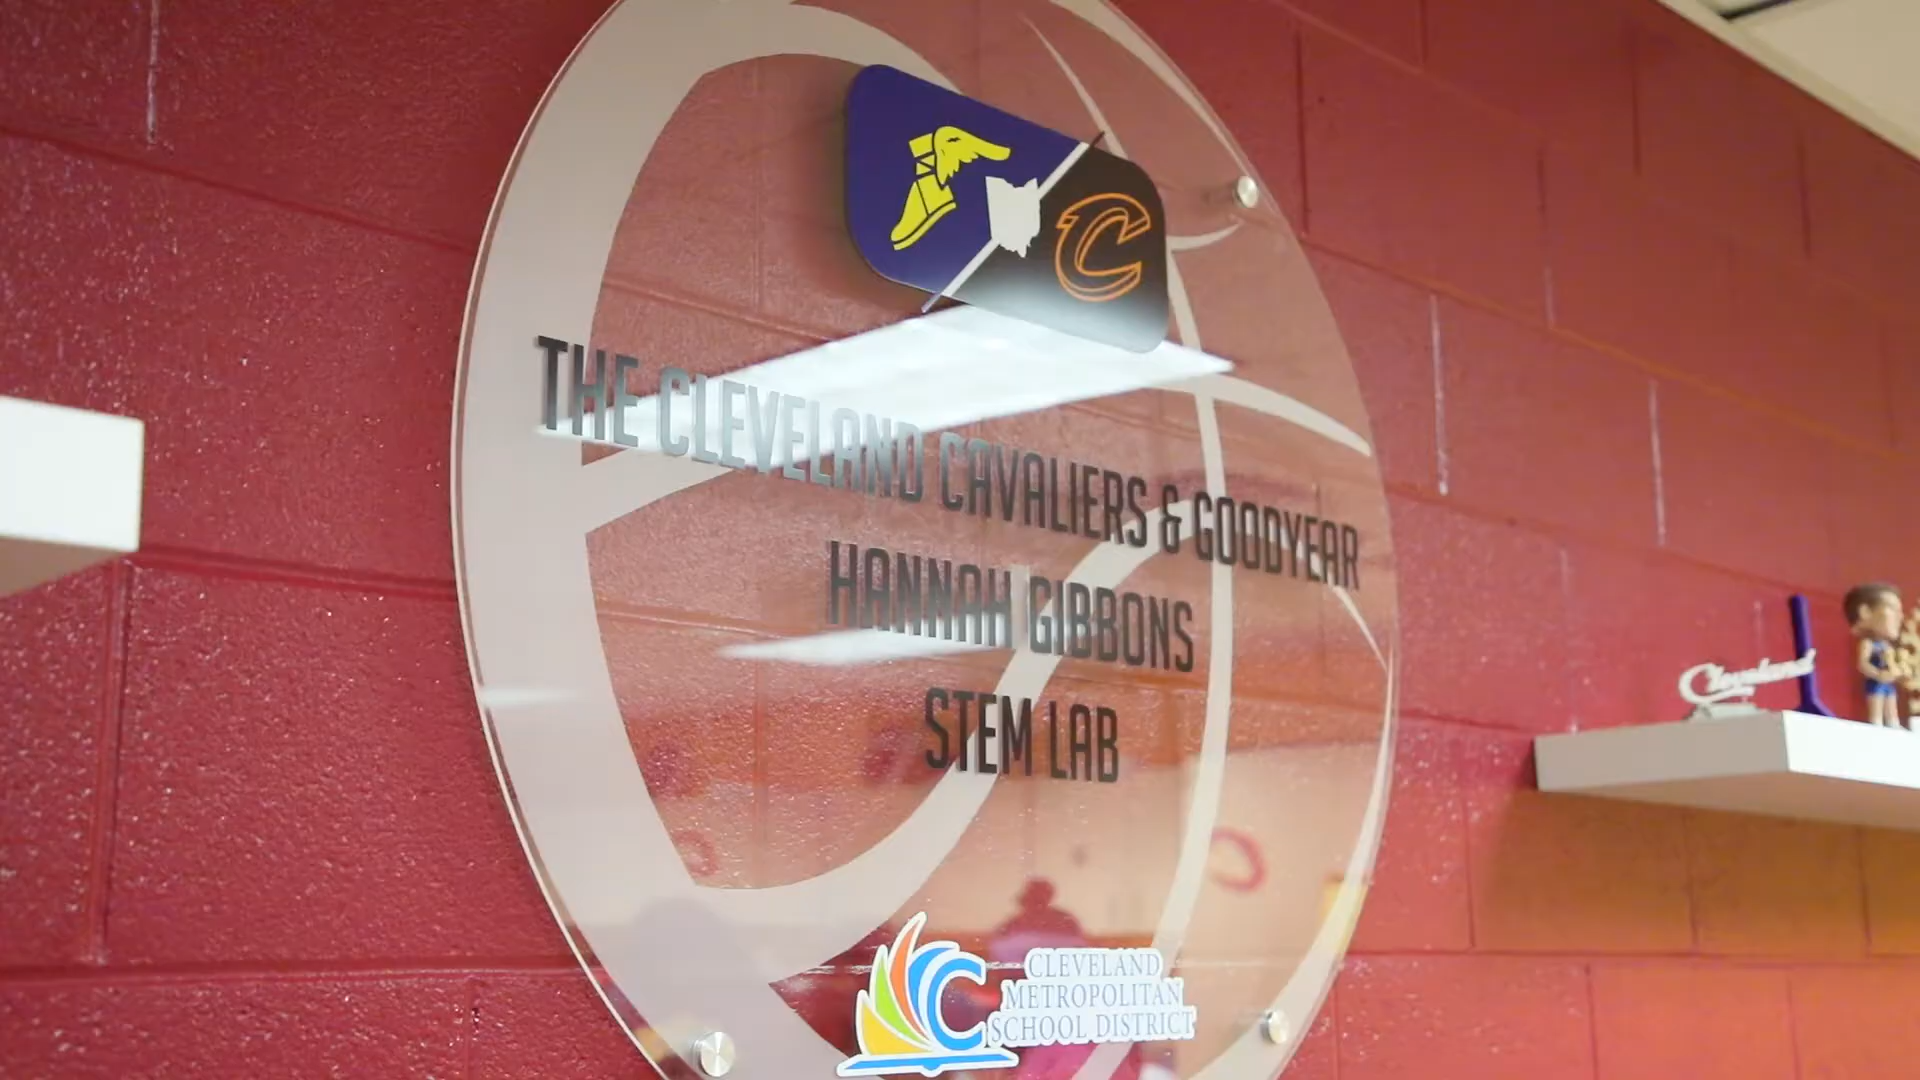 C
THE CLEVELAND CAVALIERS & GOODYEAR
HANNAH GIBBONS
STEM LAB
C
CLEVELAND
METROPOLITAN
SCHOOL DISTRICT
Cleveland